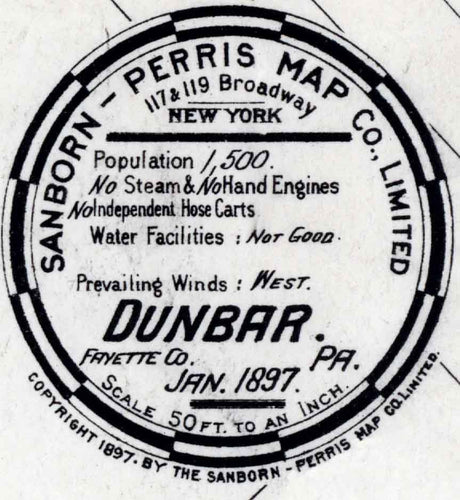 SANBORN - PERRIS MAP CO., LIMITED
117 & 119 Broadway
NEW YORK
Population 1,500.
No Steam & No Hand Engines
No Independent Hose Carts
Water Facilities : NOT GOOD.
Prevailing Winds : WEST.
DUNBAR.
FAYETTE CO. PA.
JAN. 1897.
SCALE 50 FT. TO AN INCH.
COPYRIGHT 1897. BY THE SANBORN - PERRIS MAP CO. LIMITED.